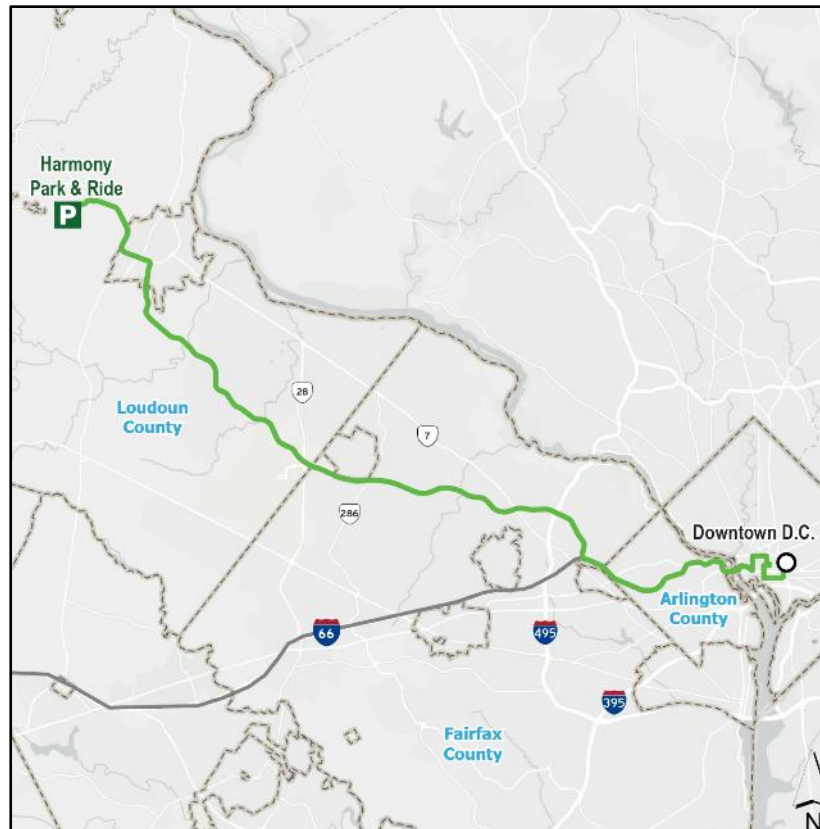 Harmony
Park & Ride
P
28
Loudoun
County
7
286
Downtown D.C.
Arlington
County
66
495
395
Fairfax
County
N